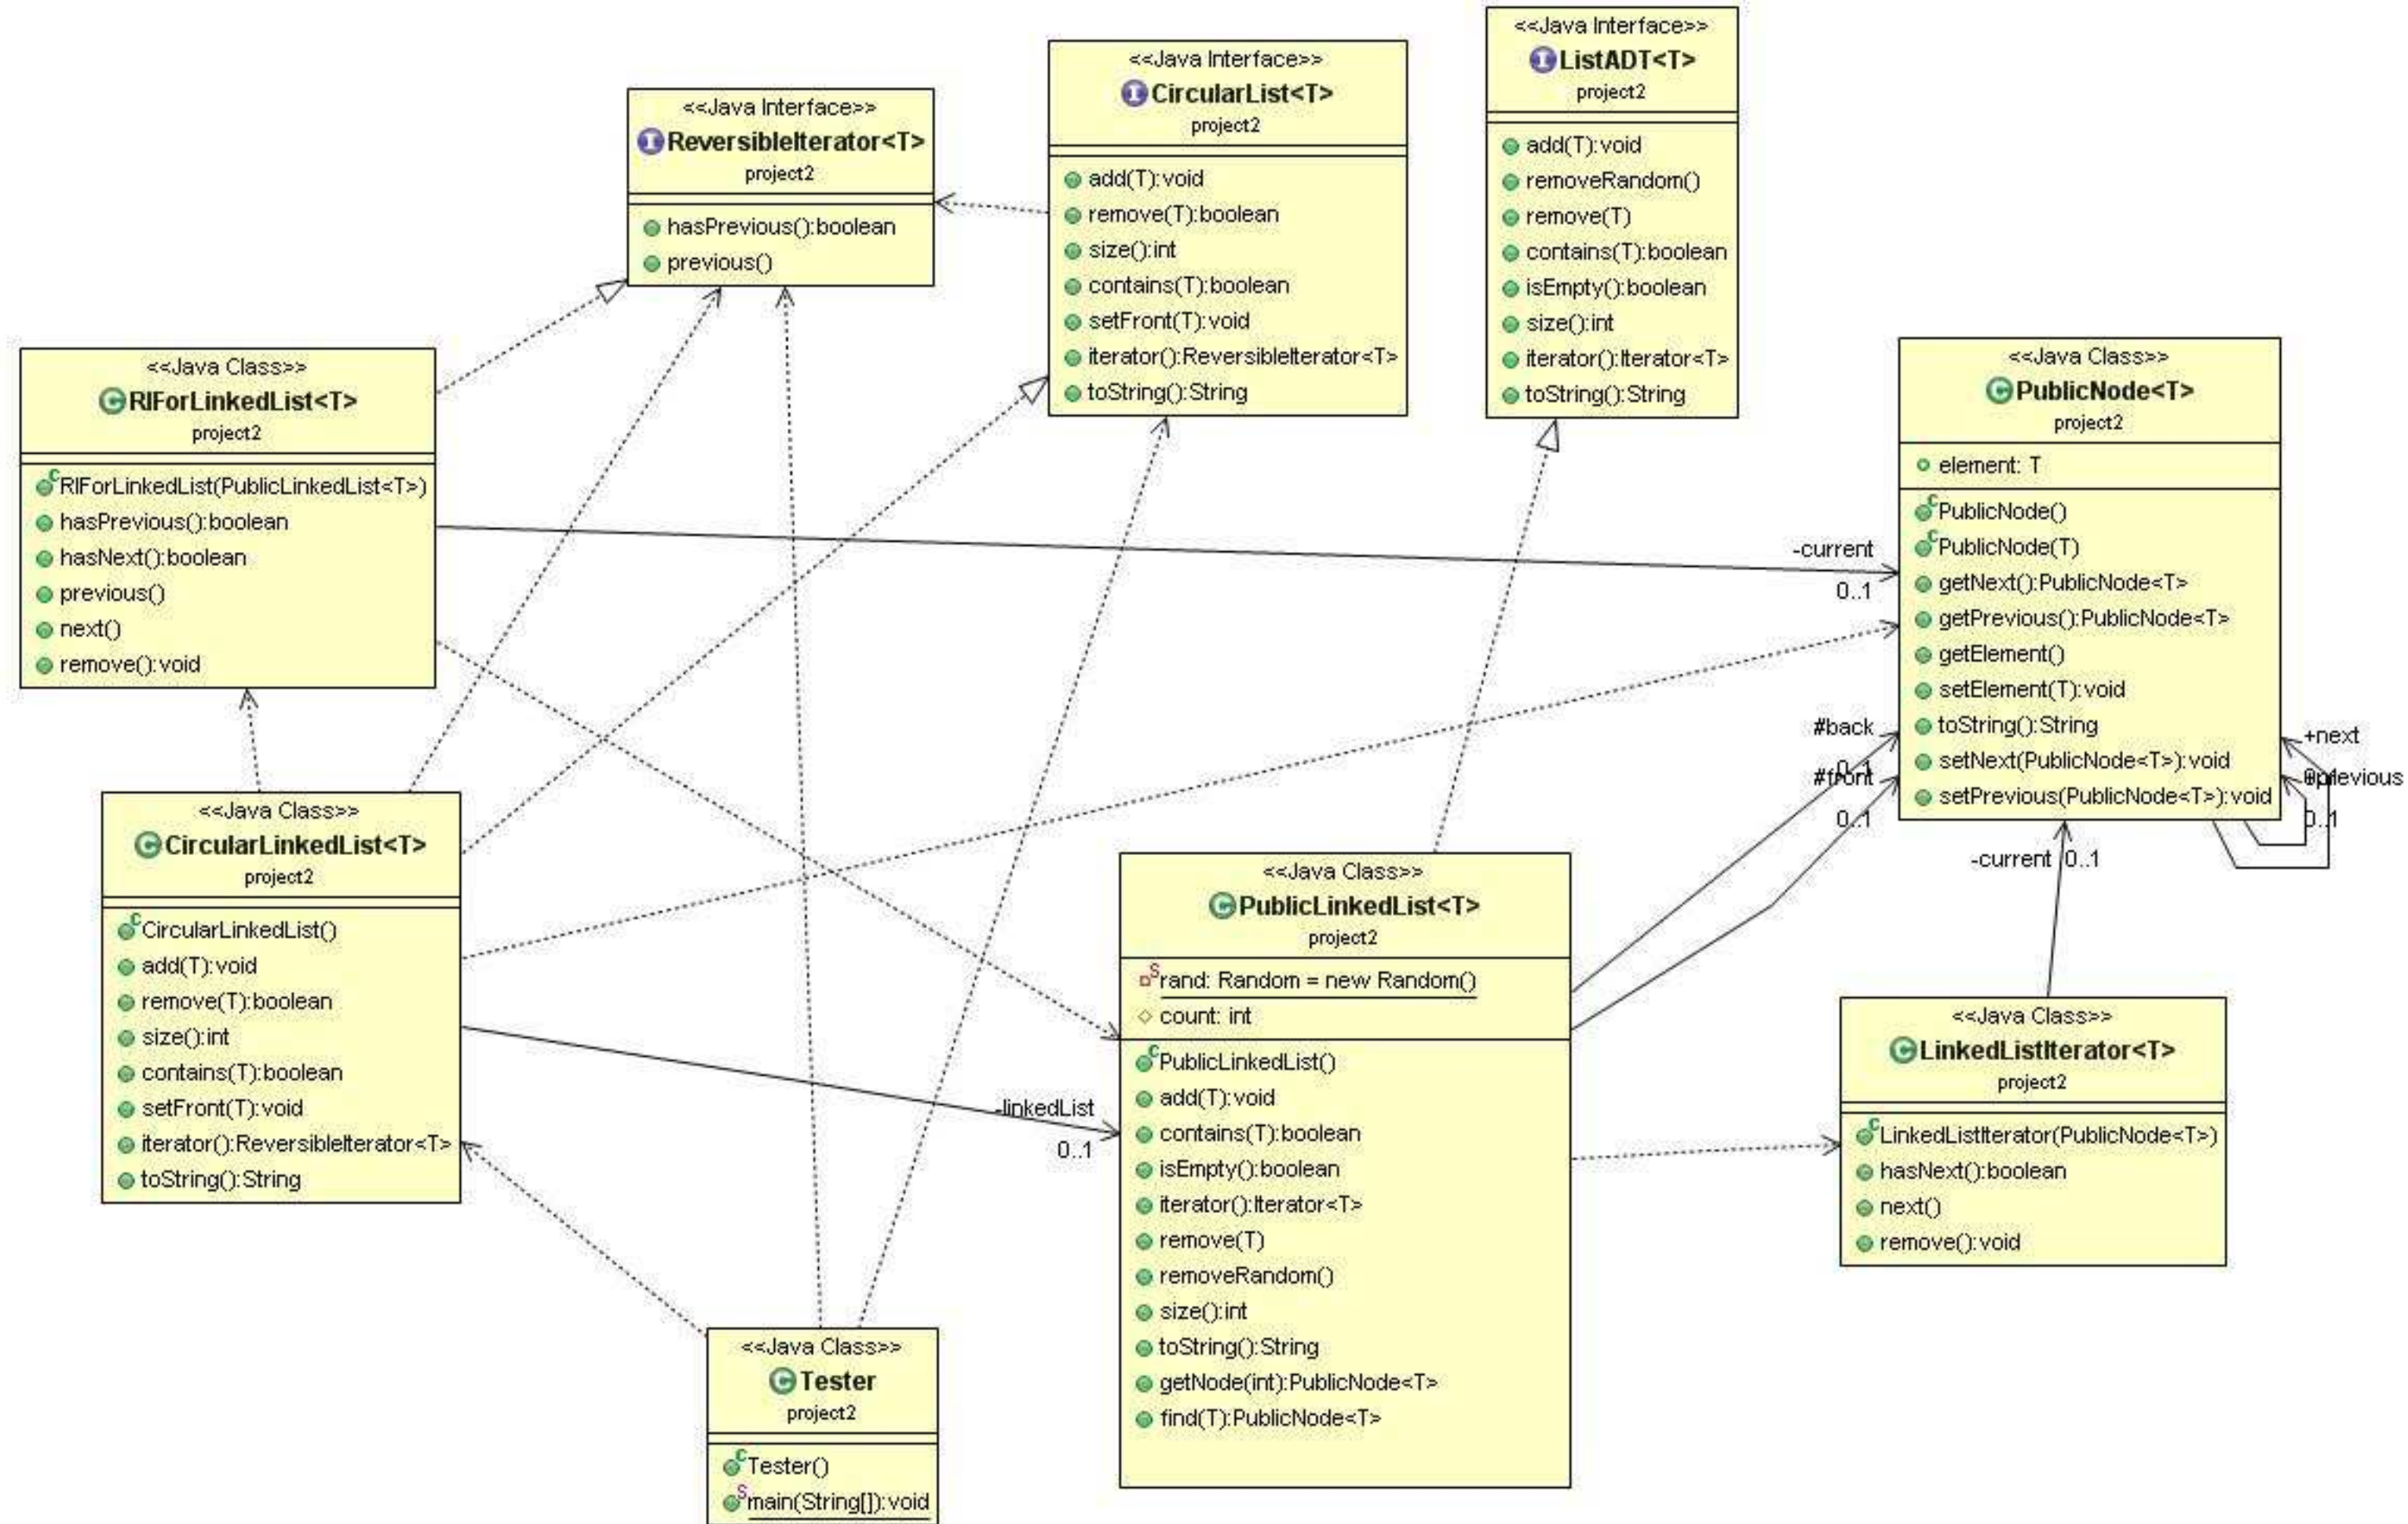 <<Java Interface>>
ReversibleIterator<T>
project2
hasPrevious():boolean
previous()
<<Java Interface>>
CircularList<T>
project2
add(T):void
remove(T):boolean
size():int
contains(T):boolean
setFront(T):void
iterator():ReversibleIterator<T>
toString():String
<<Java Interface>>
ListADT<T>
project2
add(T):void
removeRandom()
remove(T)
contains(T):boolean
isEmpty():boolean
size():int
iterator():Iterator<T>
toString():String
<<Java Class>>
RIForLinkedList<T>
project2
RIForLinkedList(PublicLinkedList<T>)
hasPrevious():boolean
hasNext():boolean
previous()
next()
remove():void
<<Java Class>>
PublicNode<T>
project2
element: T
PublicNode()
PublicNode(T)
getNext():PublicNode<T>
getPrevious():PublicNode<T>
getElement()
setElement(T):void
toString():String
setNext(PublicNode<T>):void
setPrevious(PublicNode<T>):void
-current
0..1
#back
0..1
#front
0..1
+next
0..1
+previous
0..1
-current 0..1
<<Java Class>>
CircularLinkedList<T>
project2
CircularLinkedList()
add(T):void
remove(T):boolean
size():int
contains(T):boolean
setFront(T):void
iterator():ReversibleIterator<T>
toString():String
-linkedList
0..1
<<Java Class>>
PublicLinkedList<T>
project2
rand: Random = new Random()
count: int
PublicLinkedList()
add(T):void
contains(T):boolean
isEmpty():boolean
iterator():Iterator<T>
remove(T)
removeRandom()
size():int
toString():String
getNode(int):PublicNode<T>
find(T):PublicNode<T>
<<Java Class>>
LinkedListIterator<T>
project2
LinkedListIterator(PublicNode<T>)
hasNext():boolean
next()
remove():void
<<Java Class>>
Tester
project2
Tester()
main(String[]):void